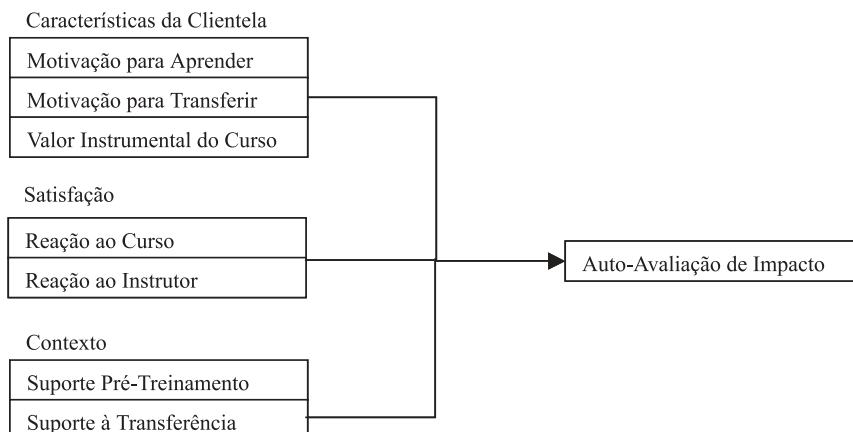 Características da Clientela
Motivação para Aprender
Motivação para Transferir
Valor Instrumental do Curso
Satisfação
Reação ao Curso
Reação ao Instrutor
Auto-Avaliação de Impacto
Contexto
Suporte Pré-Treinamento
Suporte à Transferência